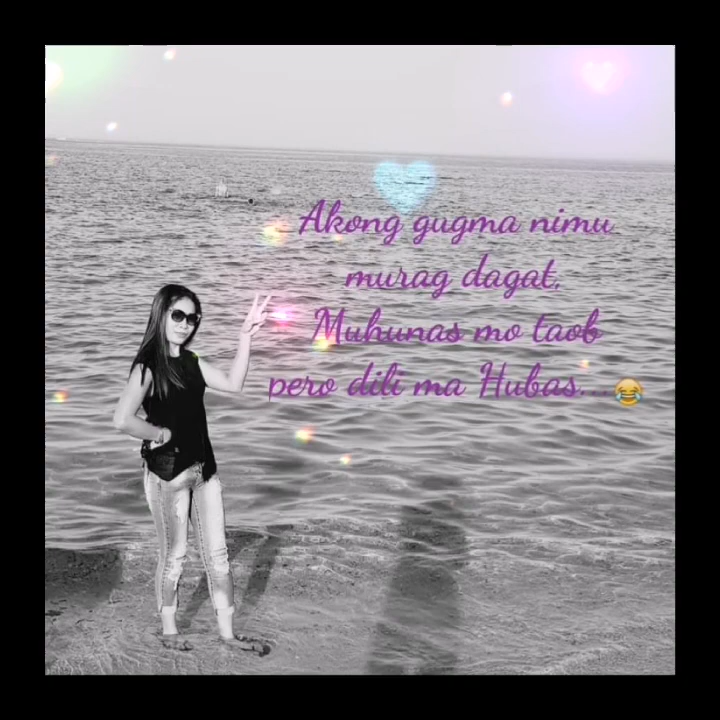 Akong gugma nimu
murag dagat,
Muhunas mo taob
pero dili ma Hubas...😂